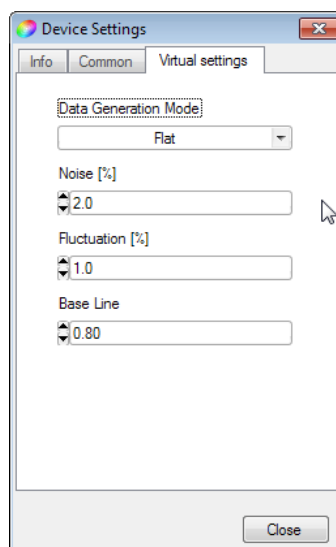 Device Settings
Info Common Virtual settings
Data Generation Mode
Flat
Noise [%]
2.0
Fluctuation [%]
1.0
Base Line
0.80
Close